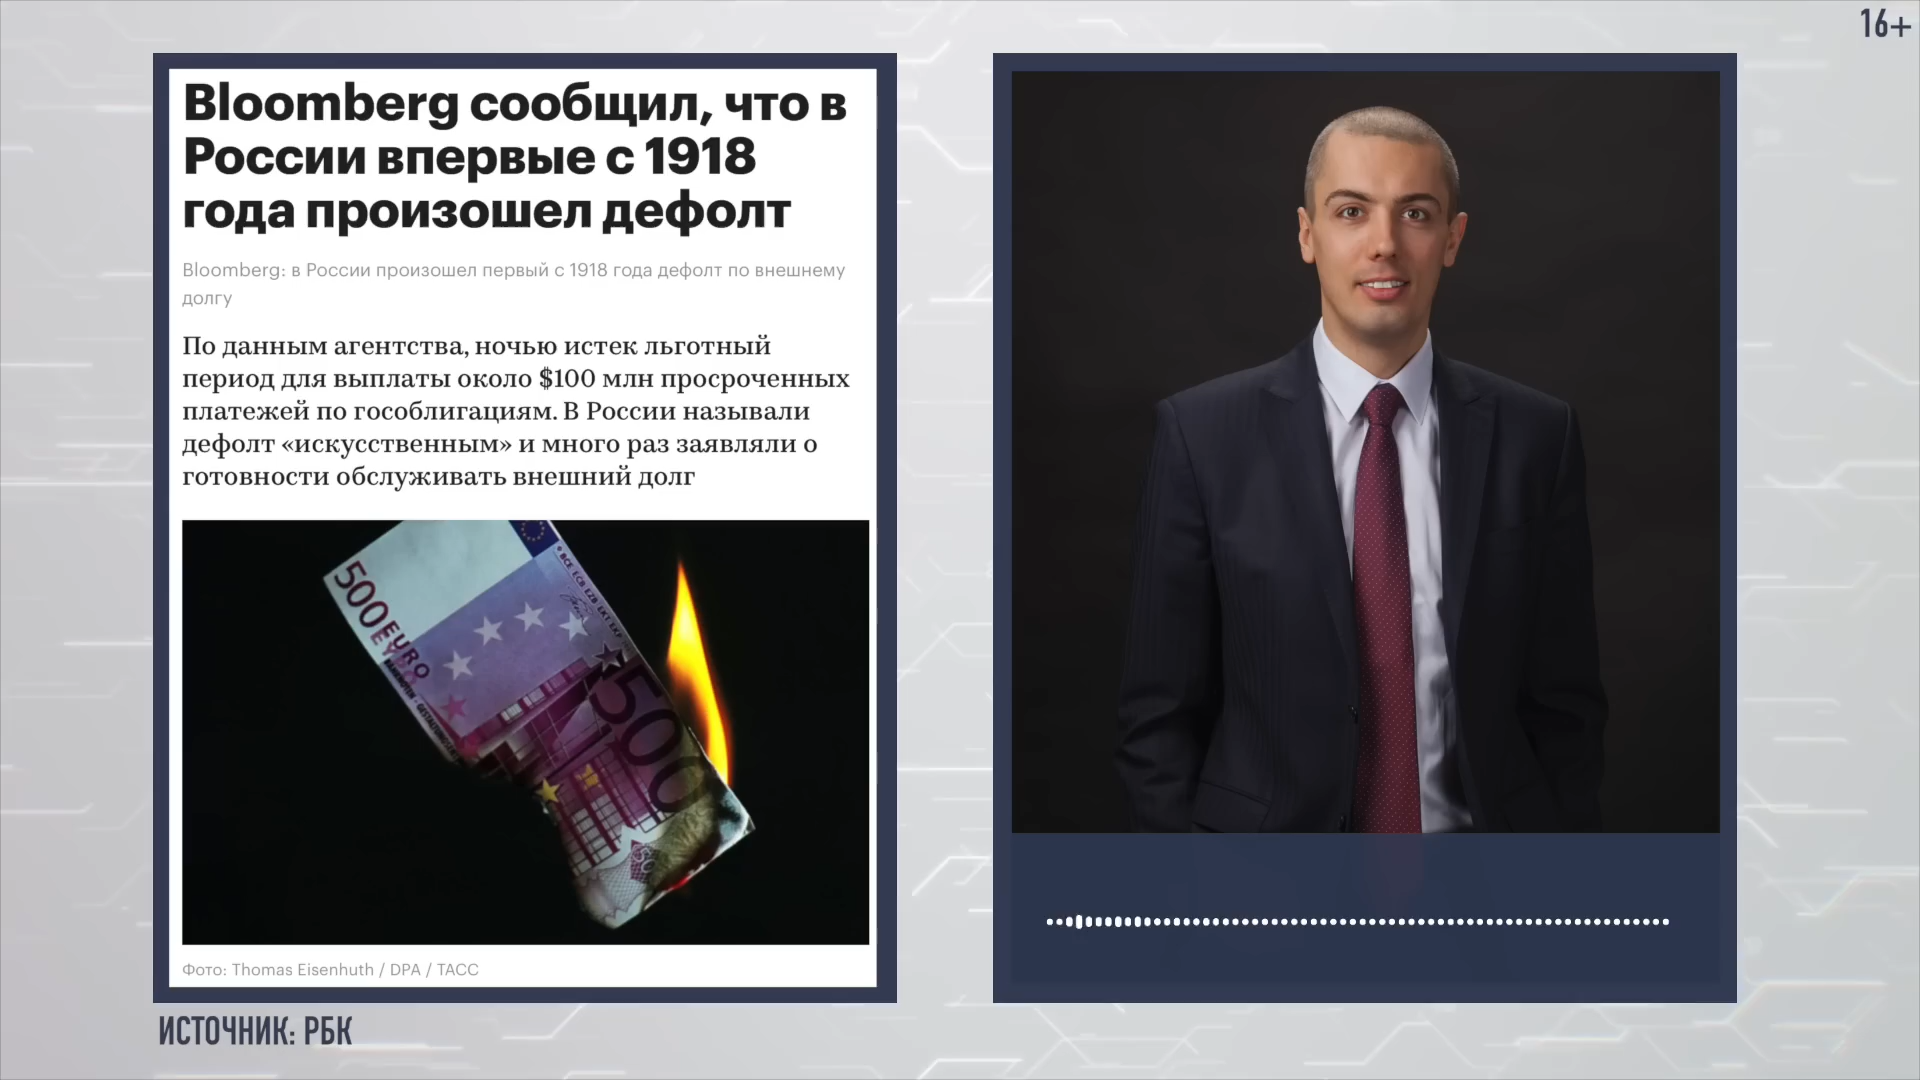 16+
Bloomberg сообщил, что в
России впервые с 1918
года произошел дефолт
Bloomberg: в России произошел первый с 1918 года дефолт по внешнему
долгу
По данным агентства, ночью истек льготный
период для выплаты около $100 млн просроченных
платежей по гособлигациям. В России называли
дефолт «искусственным» и много раз заявляли о
готовности обслуживать внешний долг
500
EURO
500
Фото: Thomas Eisenhuth / DPA / ТАСС
ИСТОЧНИК: РБК